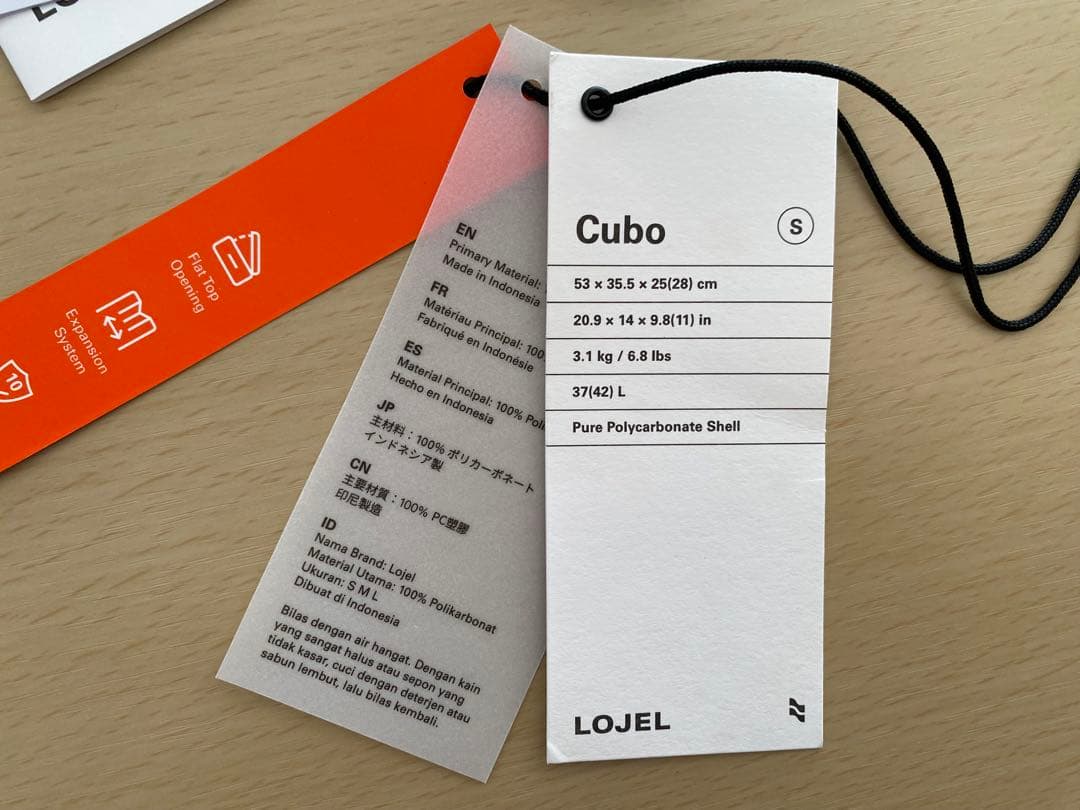 Flat Top
Opening
Expansion
System
10
EN
Primary Material:
Made in Indonesia
FR
Matériau Principal: 100
Fabriqué en Indonésie
ES
Material Principal: 100% Poli
Hecho en Indonesia
JP
主材料：100% ポリカーボネート
インドネシア製
CN
主要材質：100% PC塑膠
印尼製造
ID
Nama Brand: Lojel
Material Utama: 100% Polikarbonat
Ukuran: S M L
Dibuat di Indonesia
Bilas dengan air hangat. Dengan kain
yang sangat halus atau sepon yang
tidak kasar, cuci dengan deterjen atau
sabun lembut, lalu bilas kembali.
Cubo
S
53 × 35.5 × 25(28) cm
20.9 × 14 × 9.8(11) in
3.1 kg / 6.8 lbs
37(42) L
Pure Polycarbonate Shell
LOJEL